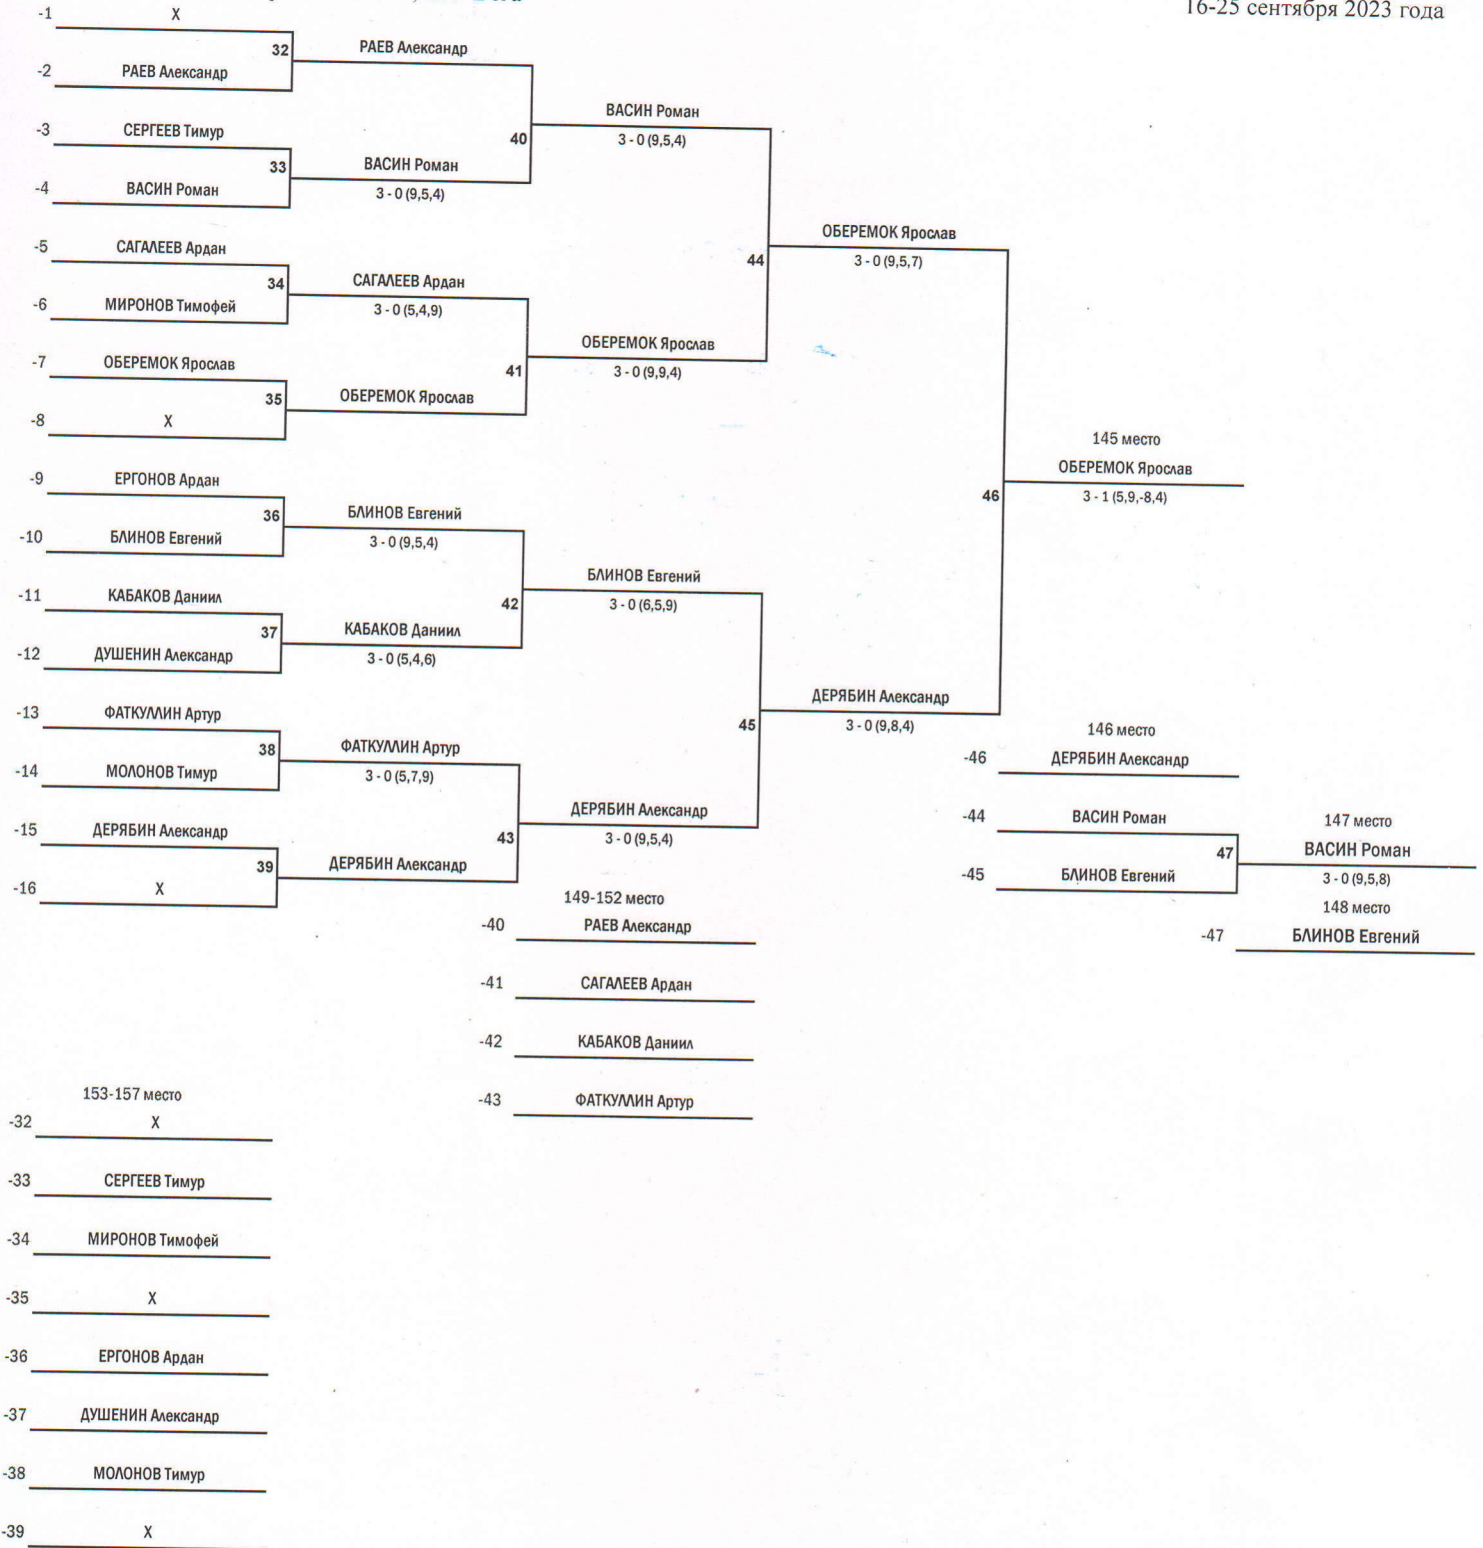 16-25 сентября 2023 года
-1 X
32 РАЕВ Александр
-2 РАЕВ Александр
ВАСИН Роман
-3 СЕРГЕЕВ Тимур
40 3 - 0 (9,5,4)
33 ВАСИН Роман
-4 ВАСИН Роман
3 - 0 (9,5,4)
ОБЕРЕМОК Ярослав
-5 САГАЛЕЕВ Ардан
44 3 - 0 (9,5,7)
34 САГАЛЕЕВ Ардан
-6 МИРОНОВ Тимофей
3 - 0 (5,4,9)
ОБЕРЕМОК Ярослав
-7 ОБЕРЕМОК Ярослав
41 3 - 0 (9,9,4)
35 ОБЕРЕМОК Ярослав
-8 X
145 место
ОБЕРЕМОК Ярослав
-9 ЕРГОНОВ Ардан
46 3 - 1 (5,9,-8,4)
36 БЛИНОВ Евгений
-10 БЛИНОВ Евгений
3 - 0 (9,5,4)
БЛИНОВ Евгений
-11 КАБАКОВ Даниил
42 3 - 0 (6,5,9)
37 КАБАКОВ Даниил
-12 ДУШЕНИН Александр
3 - 0 (5,4,6)
ДЕРЯБИН Александр
-13 ФАТКУЛЛИН Артур
45 3 - 0 (9,8,4)
146 место
38 ФАТКУЛЛИН Артур
-46 ДЕРЯБИН Александр
-14 МОЛОНОВ Тимур
3 - 0 (5,7,9)
ДЕРЯБИН Александр
-44 ВАСИН Роман
147 место
-15 ДЕРЯБИН Александр
43 3 - 0 (9,5,4)
47 ВАСИН Роман
39 ДЕРЯБИН Александр
-45 БЛИНОВ Евгений
3 - 0 (9,5,8)
-16 X
149-152 место
148 место
-40 РАЕВ Александр
-47 БЛИНОВ Евгений
-41 САГАЛЕЕВ Ардан
-42 КАБАКОВ Даниил
-43 ФАТКУЛЛИН Артур
153-157 место
-32 X
-33 СЕРГЕЕВ Тимур
-34 МИРОНОВ Тимофей
-35 X
-36 ЕРГОНОВ Ардан
-37 ДУШЕНИН Александр
-38 МОЛОНОВ Тимур
-39 X